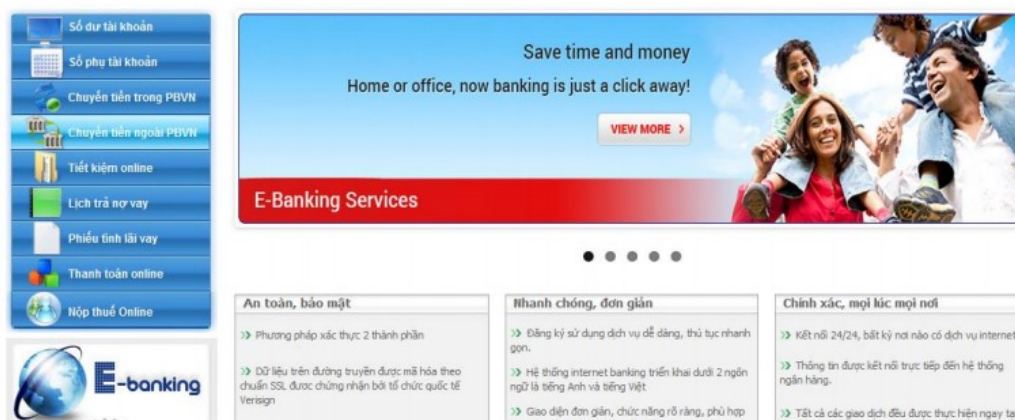 Số dư tài khoản
Sổ phụ tài khoản
Chuyển tiền trong PBVN
Chuyển tiền ngoài PBVN
Tiết kiệm online
Lịch trả nợ vay
Phiếu tính lãi vay
Thanh toán online
Nộp thuế Online
E-banking
Save time and money
Home or office, now banking is just a click away!
VIEW MORE >
E-Banking Services
An toàn, bảo mật
Phương pháp xác thực 2 thành phần
Dữ liệu trên đường truyền được mã hóa theo
chuẩn SSL được chứng nhận bởi tổ chức quốc tế
Verisign
Nhanh chóng, đơn giản
Đăng ký sử dụng dịch vụ dễ dàng, thủ tục nhanh
gọn.
Hệ thống internet banking triển khai dưới 2 ngôn
ngữ là tiếng Anh và tiếng Việt
Giao diện đơn giản, chức năng rõ ràng, phù hợp
Chính xác, mọi lúc mọi nơi
Kết nối 24/24, bất kỳ nơi nào có dịch vụ internet
Thông tin được kết nối trực tiếp đến hệ thống
ngân hàng.
Tất cả các giao dịch đều được thực hiện ngay tạ